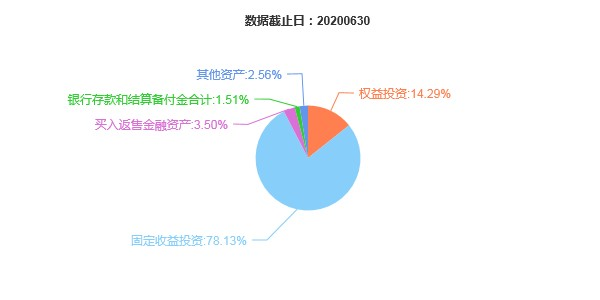 数据截止日：20200630
其他资产:2.56%
权益投资:14.29%
银行存款和结算备付金合计:1.51%
买入返售金融资产:3.50%
固定收益投资:78.13%